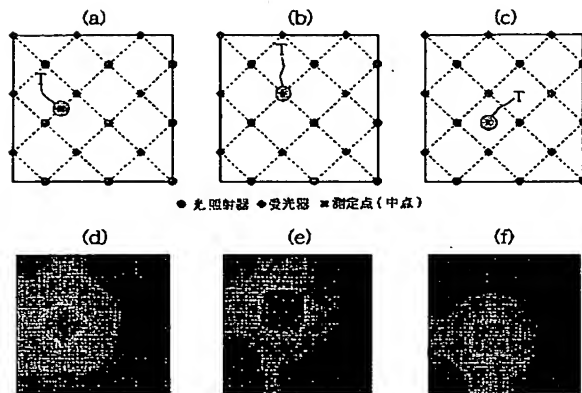 (a)
(b)
(c)
T
T
T
● 光照射器 ◆ 受光器 ✖ 測定点(中点)
(d)
(e)
(f)